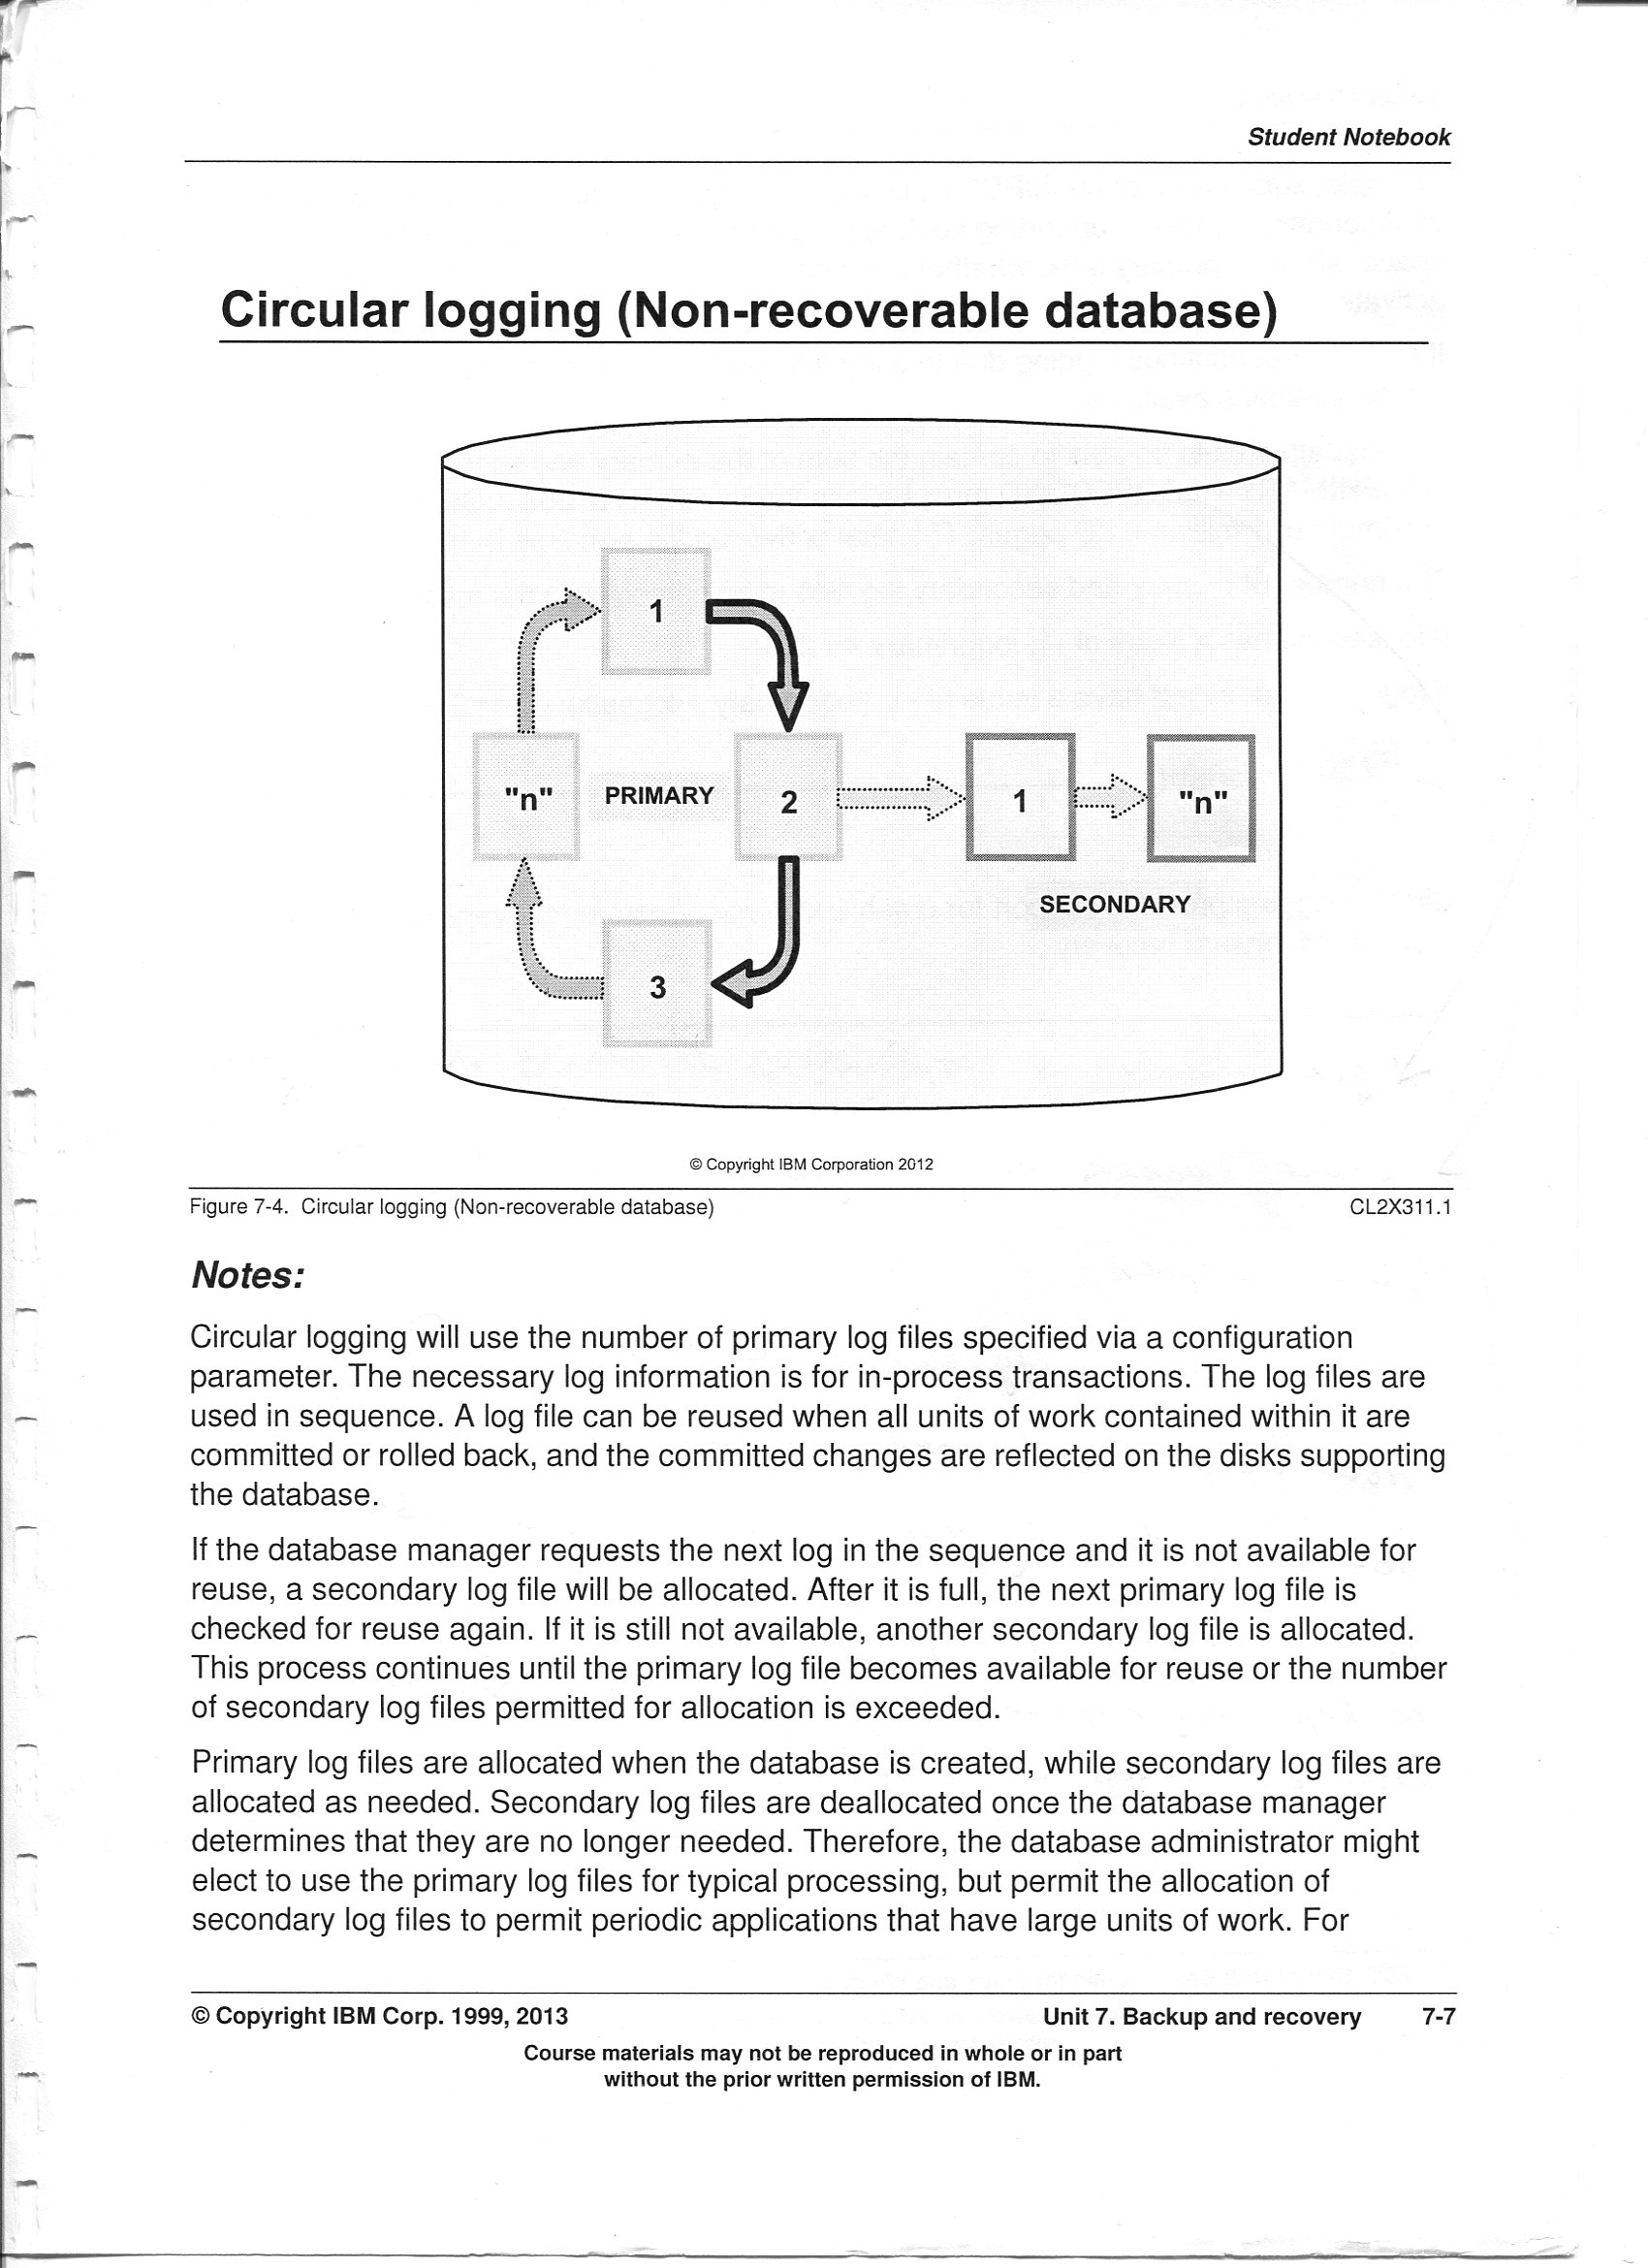 Student Notebook
Circular logging (Non-recoverable database)
1
"n"
PRIMARY
2
1
"n"
SECONDARY
3
© Copyright IBM Corporation 2012
Figure 7-4. Circular logging (Non-recoverable database)
CL2X311.1
Notes:
Circular logging will use the number of primary log files specified via a configuration
parameter. The necessary log information is for in-process transactions. The log files are
used in sequence. A log file can be reused when all units of work contained within it are
committed or rolled back, and the committed changes are reflected on the disks supporting
the database.
If the database manager requests the next log in the sequence and it is not available for
reuse, a secondary log file will be allocated. After it is full, the next primary log file is
checked for reuse again. If it is still not available, another secondary log file is allocated.
This process continues until the primary log file becomes available for reuse or the number
of secondary log files permitted for allocation is exceeded.
Primary log files are allocated when the database is created, while secondary log files are
allocated as needed. Secondary log files are deallocated once the database manager
determines that they are no longer needed. Therefore, the database administrator might
elect to use the primary log files for typical processing, but permit the allocation of
secondary log files to permit periodic applications that have large units of work. For
© Copyright IBM Corp. 1999, 2013
Unit 7. Backup and recovery
7-7
Course materials may not be reproduced in whole or in part
without the prior written permission of IBM.